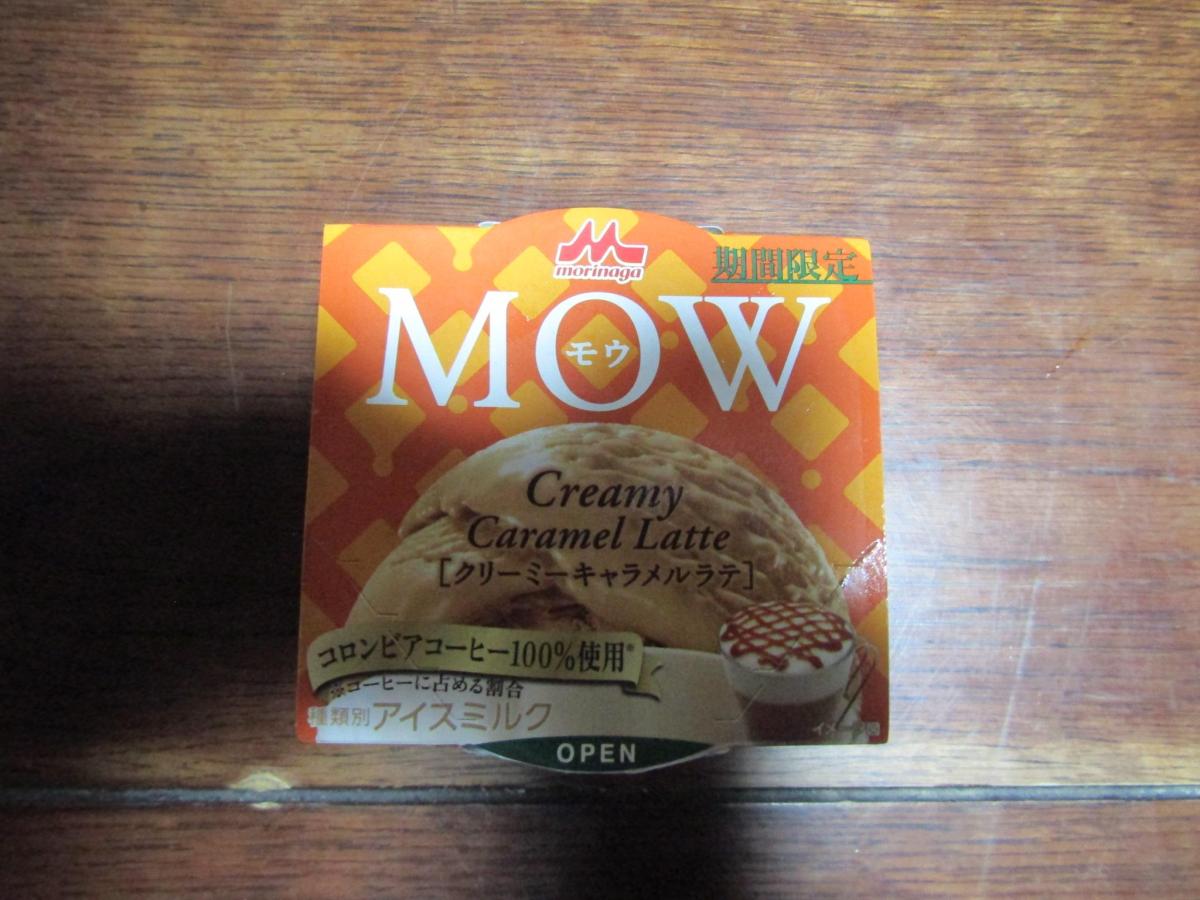 morinaga
期間限定
MOW
モウ
Creamy
Caramel Latte
[クリーミーキャラメルラテ]
コロンビアコーヒー100%使用※
※コーヒーに占める割合
種類別アイスミルク
OPEN